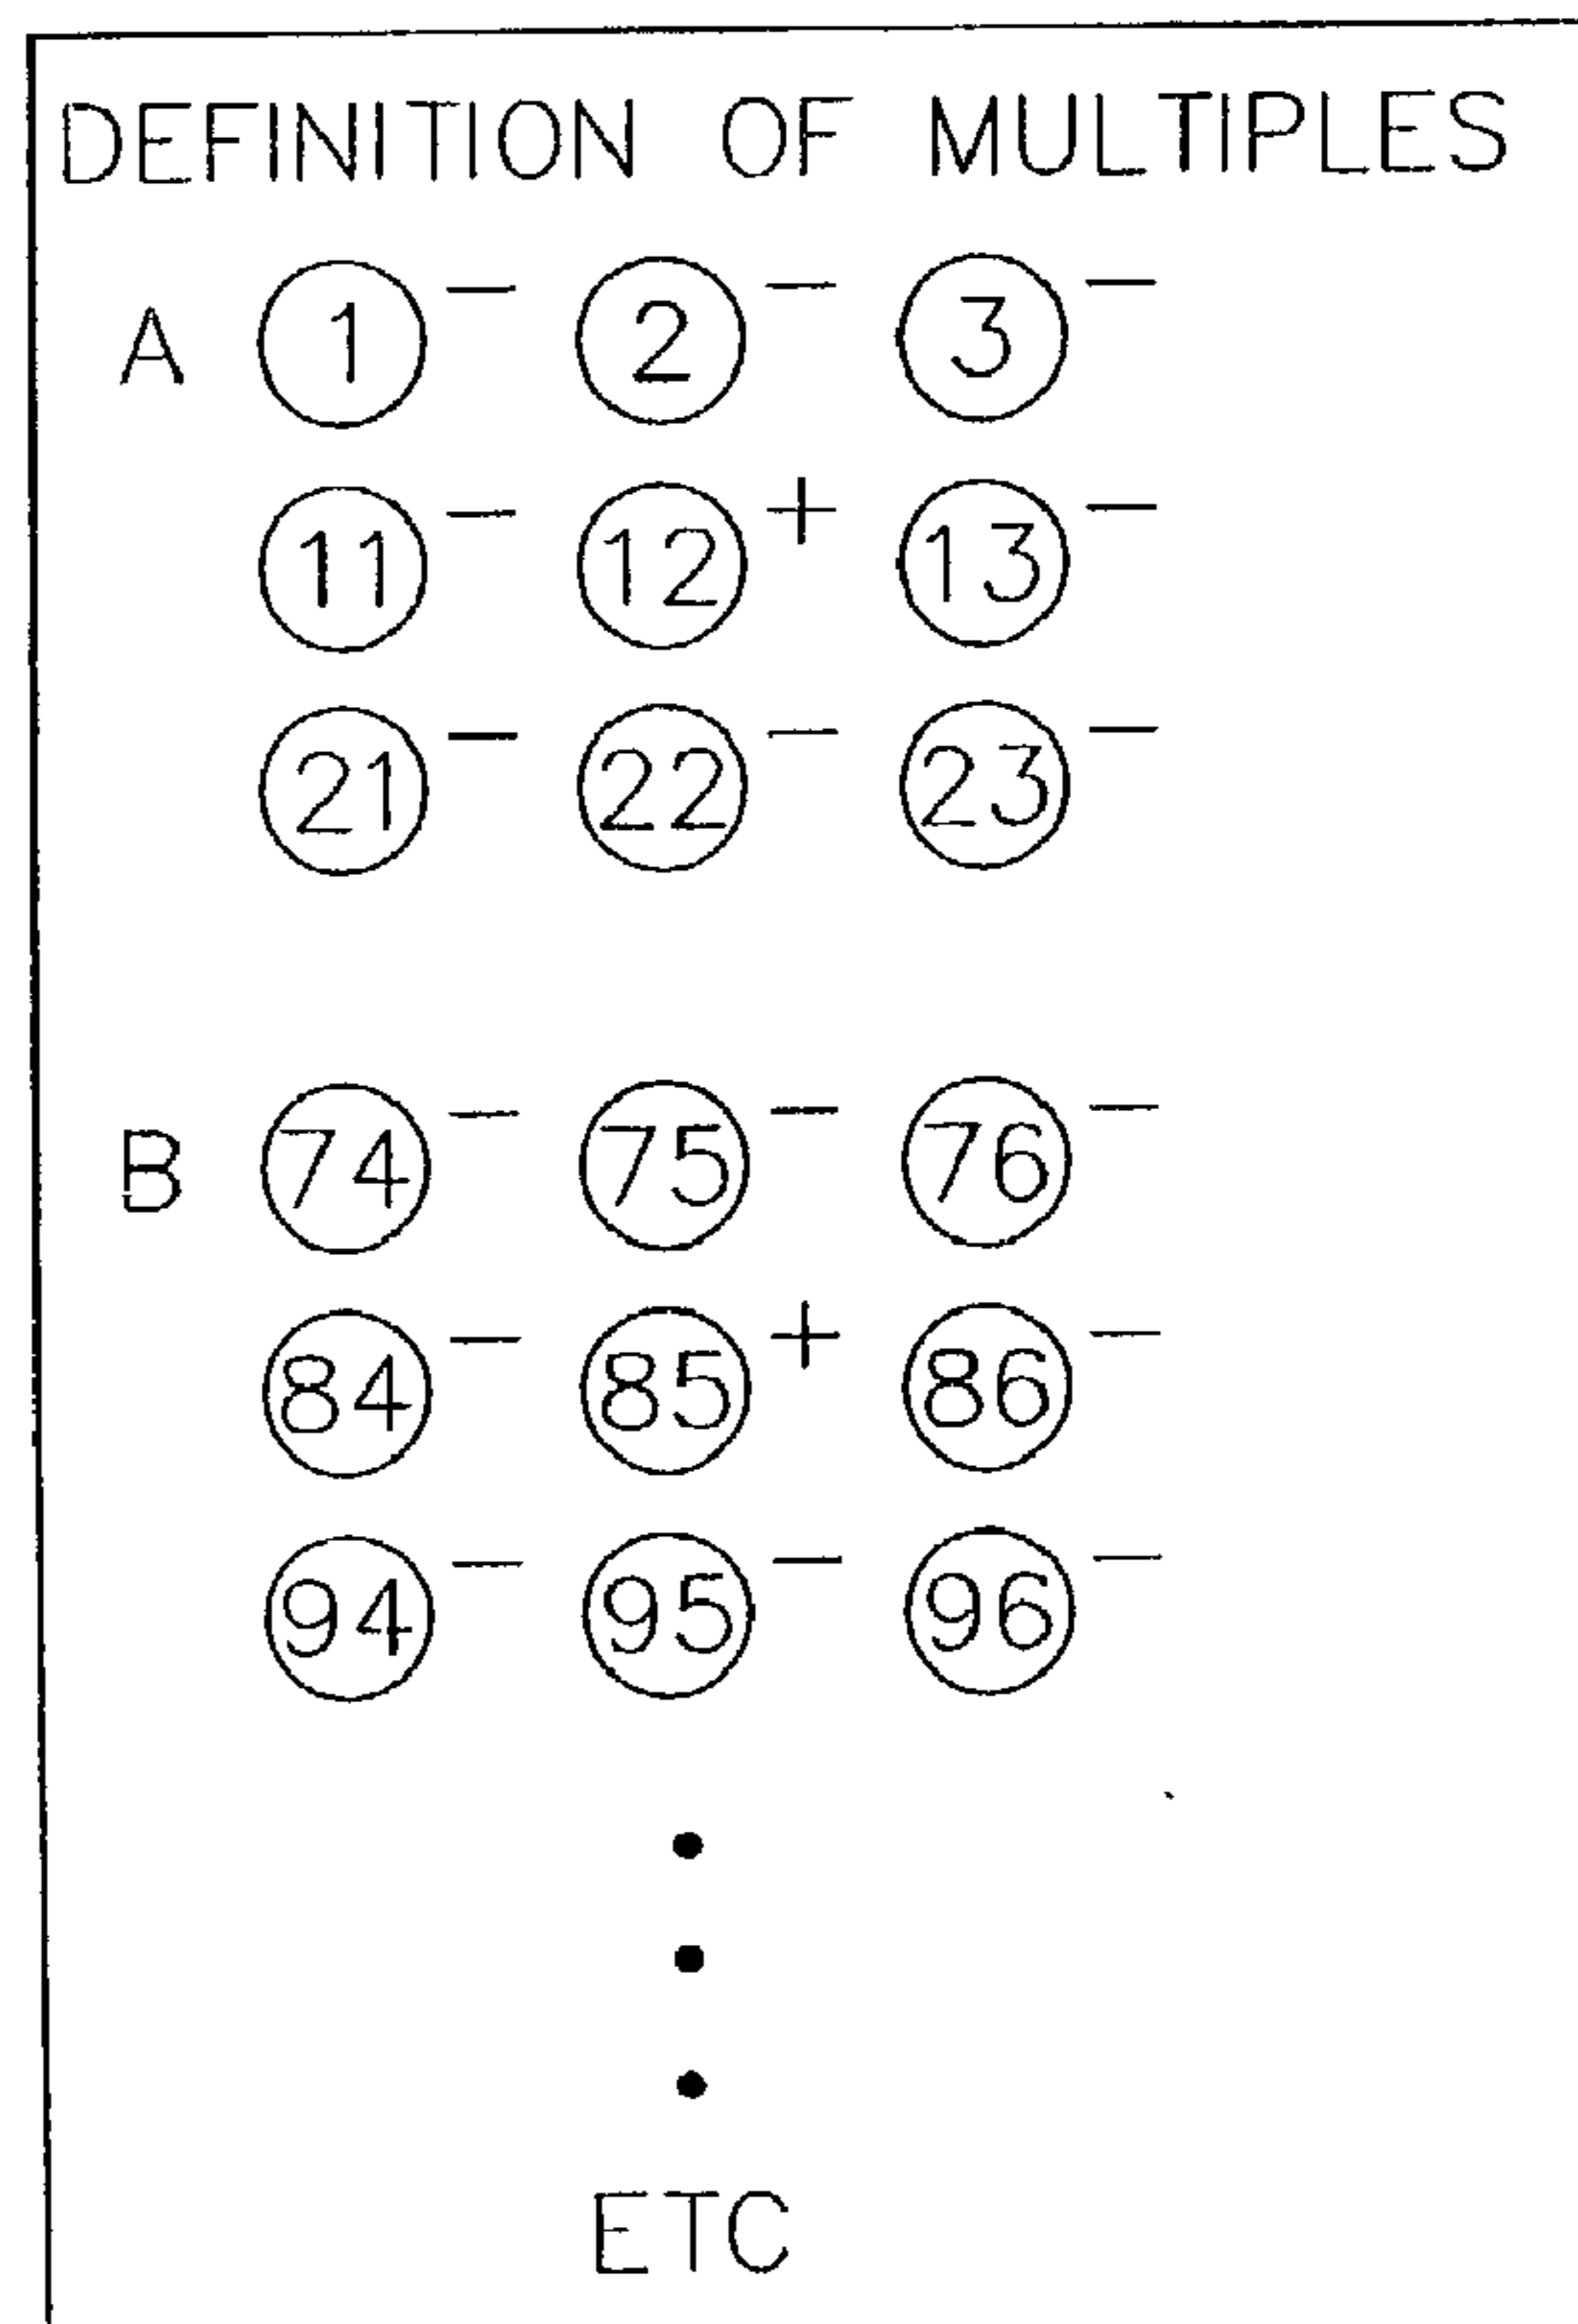 DEFINITION OF MULTIPLES
A 1 - 2 - 3 -
11 - 12 + 13 -
21 - 22 - 23 -
B 74 - 75 - 76 -
84 - 85 + 86 -
94 - 95 - 96 -
ETC